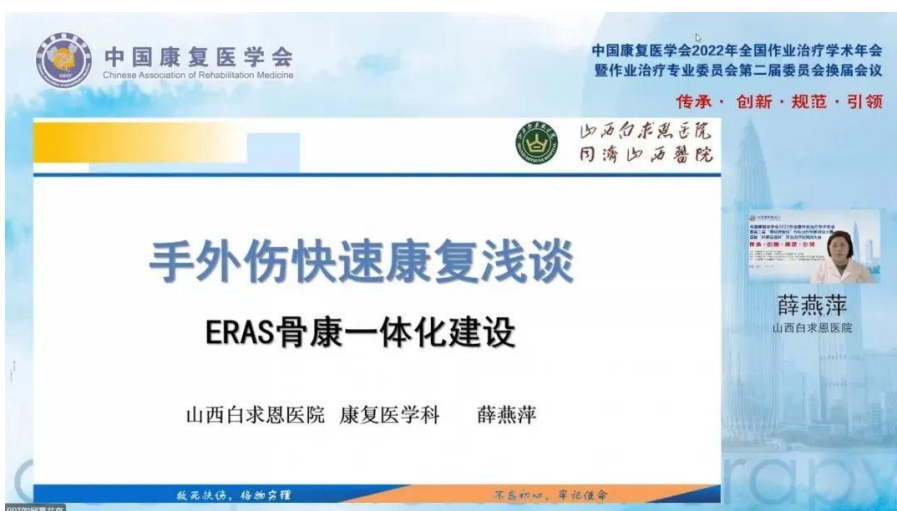 中国康复医学会
Chinese Association of Rehabilitation Medicine
中国康复医学会2022年全国作业治疗学术年会
暨作业治疗专业委员会第二届委员会换届会议
传承·创新·规范·引领
山西白求恩医院
同濟山西醫院
手外伤快速康复浅谈
ERAS骨康一体化建设
山西白求恩医院 康复医学科 薛燕萍
薛燕萍
山西白求恩医院
救死扶伤，格物穷理
不忘初心，牢记使命